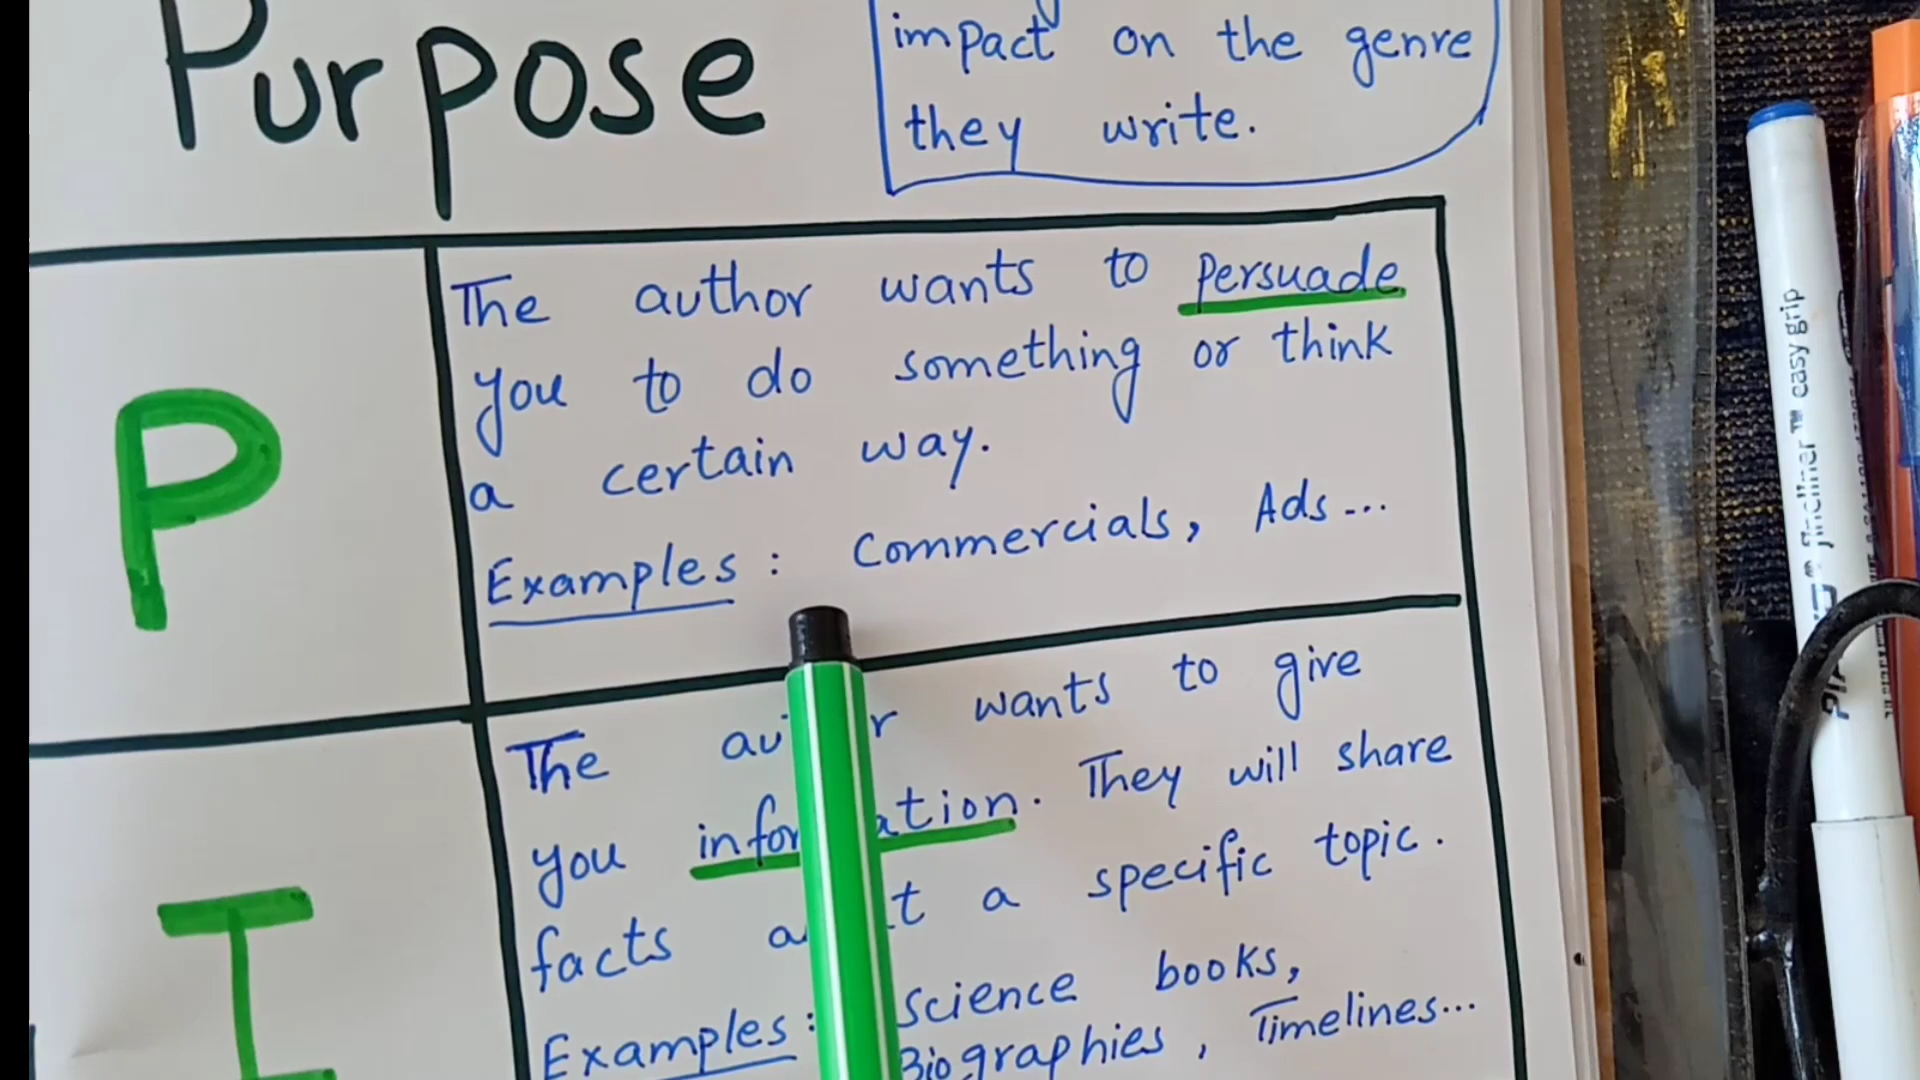 Purpose
impact on the genre
they write.
P
The author wants to persuade
you to do something or think
a certain way.
Examples: Commercials, Ads...
I
The wants to give
you They will share
facts a specific topic.
Examples: Science books,
Biographies, Timelines...
fineliner™ easy grip